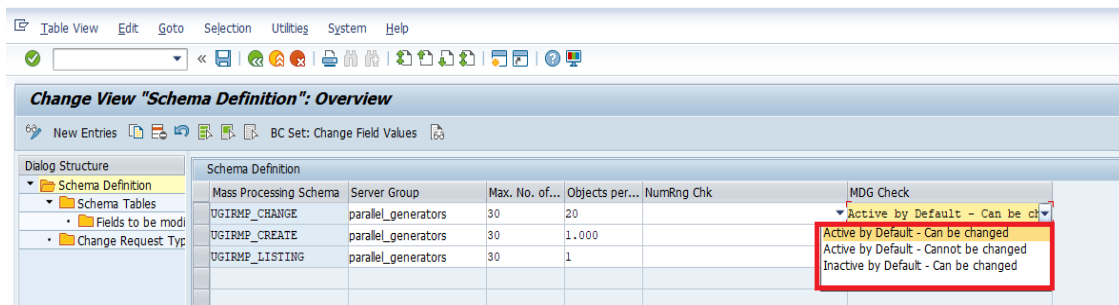 Table View Edit Goto Selection Utilities System Help
Change View "Schema Definition": Overview
New Entries BC Set: Change Field Values
Dialog Structure
Schema Definition
Schema Tables
Fields to be modi
Change Request Typ
Schema Definition
Mass Processing Schema Server Group Max. No. of... Objects per... NumRng Chk MDG Check
UGIRMP_CHANGE parallel_generators 30 20 Active by Default - Can be ch
UGIRMP_CREATE parallel_generators 30 1.000
UGIRMP_LISTING parallel_generators 30 1
Active by Default - Can be changed
Active by Default - Cannot be changed
Inactive by Default - Can be changed